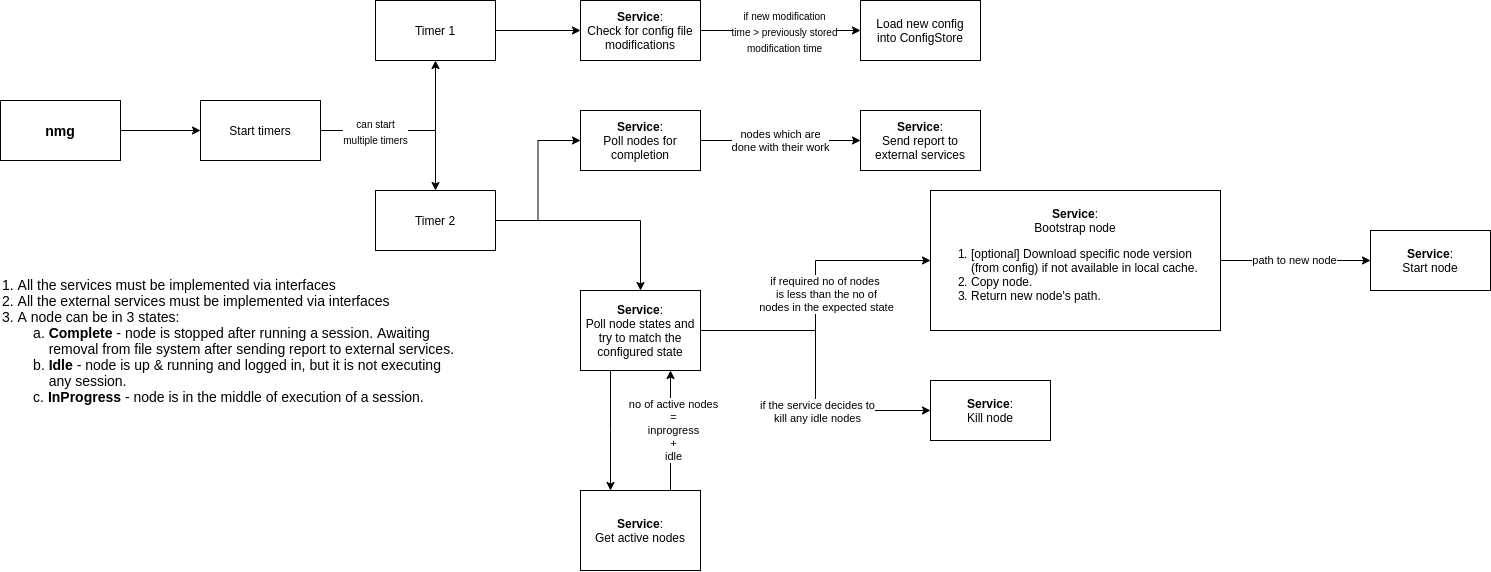 Timer 1
Service:
Check for config file
modifications
if new modification
time > previously stored
modification time
Load new config
into ConfigStore
nmg
Start timers
can start
multiple timers
Service:
Poll nodes for
completion
nodes which are
done with their work
Service:
Send report to
external services
Timer 2
Service:
Bootstrap node
1. [optional] Download specific node version
(from config) if not available in local cache.
2. Copy node.
3. Return new node's path.
path to new node
Service:
Start node
1. All the services must be implemented via interfaces
2. All the external services must be implemented via interfaces
3. A node can be in 3 states:
a. Complete - node is stopped after running a session. Awaiting
removal from file system after sending report to external services.
b. Idle - node is up & running and logged in, but it is not executing
any session.
c. InProgress - node is in the middle of execution of a session.
Service:
Poll node states and
try to match the
configured state
if required no of nodes
is less than the no of
nodes in the expected state
if the service decides to
kill any idle nodes
Service:
Kill node
no of active nodes
=
inprogress
+
idle
Service:
Get active nodes